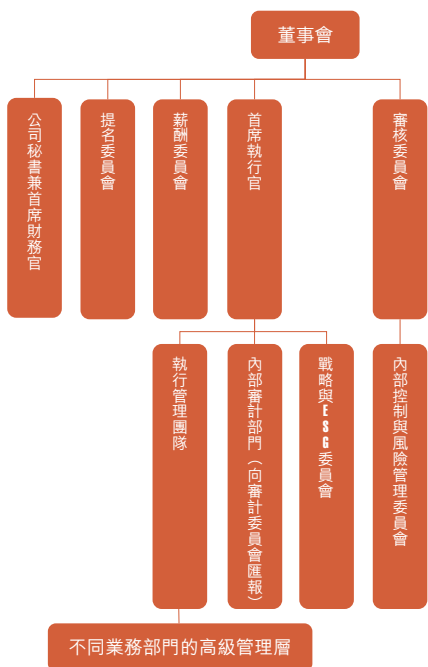 董事會
公司秘書兼首席財務官
提名委員會
薪酬委員會
首席執行官
審核委員會
執行管理團隊
內部審計部門（向審計委員會匯報）
戰略與ESG委員會
內部控制與風險管理委員會
不同業務部門的高級管理層